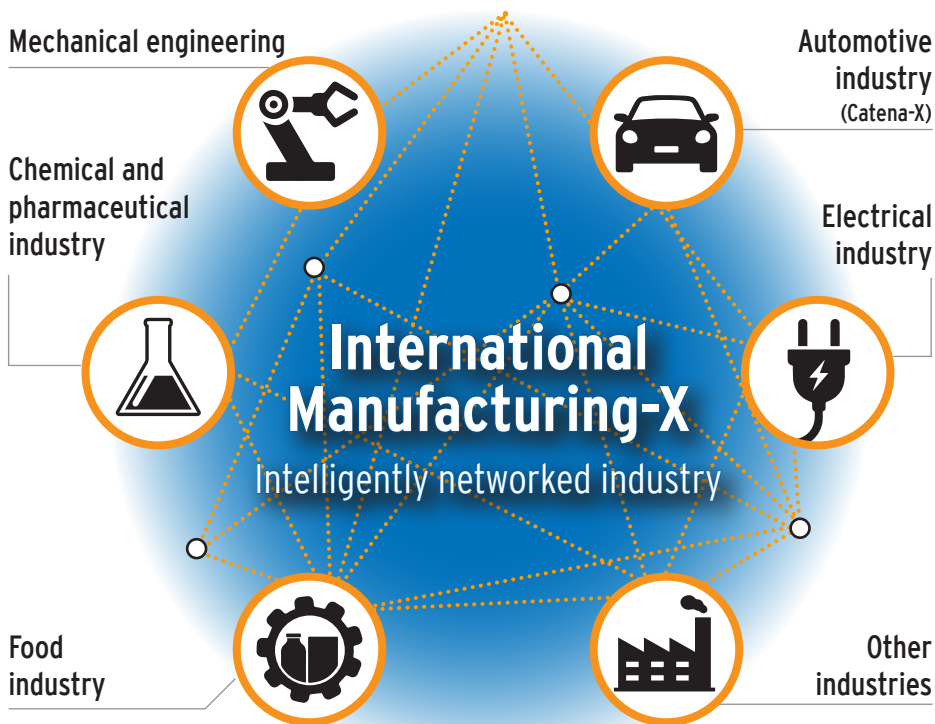 Mechanical engineering
Automotive
industry
(Catena-X)
Chemical and
pharmaceutical
industry
Electrical
industry
International
Manufacturing-X
Intelligently networked industry
Food
industry
Other
industries